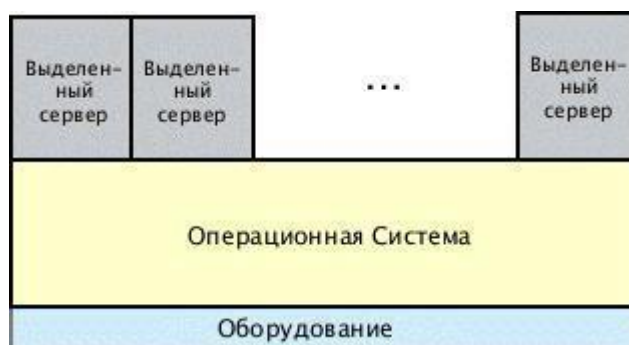 Выделен-
ный
сервер
Выделен-
ный
сервер
...
Выделен-
ный
сервер
Операционная Система
Оборудование